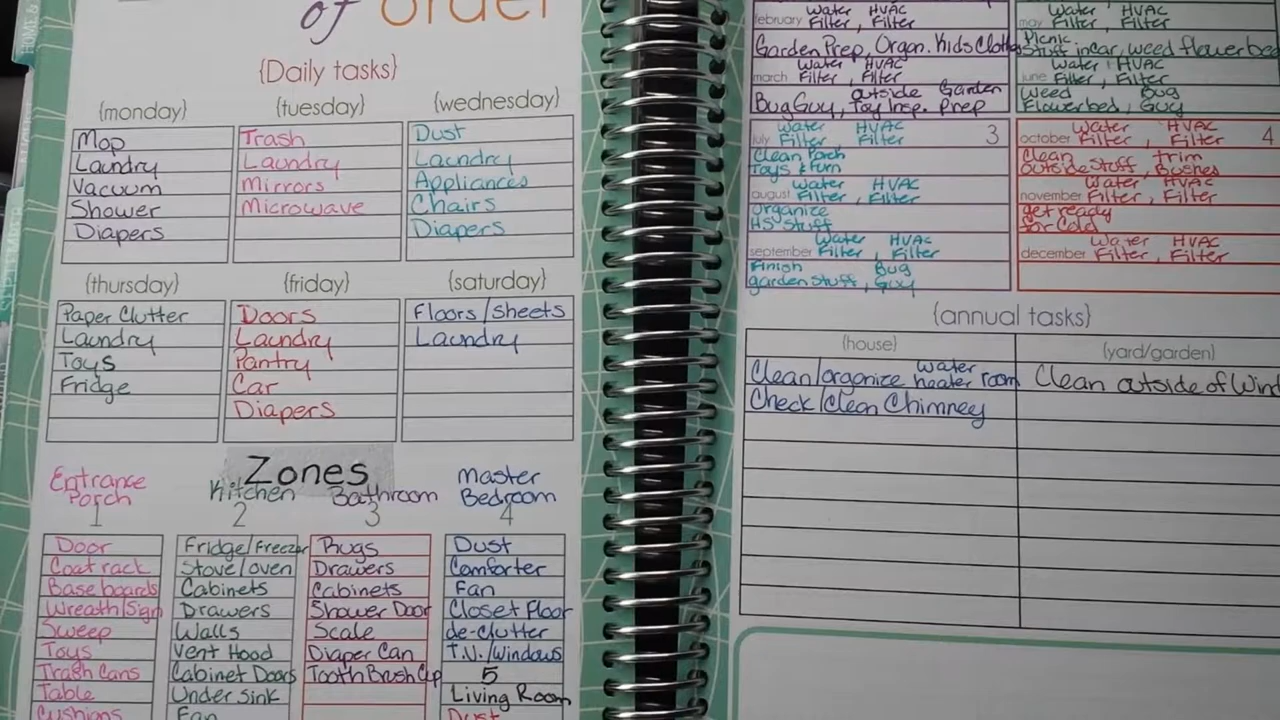 of order
{Daily tasks}
{monday}
Mop
Laundry
Vacuum
Shower
Diapers
{tuesday}
Trash
Laundry
Mirrors
Microwave
{wednesday}
Dust
Laundry
Appliances
Chairs
Diapers
{thursday}
Paper Clutter
Laundry
Toys
Fridge
{friday}
Doors
Laundry
Pantry
Car
Diapers
{saturday}
Floors/Sheets
Laundry
Zones
Entrance
Porch
1
Door
Coat rack
Baseboards
Wreath/Sign
Sweep
Toys
Trash Cans
Table
Cushions
Kitchen
2
Fridge/Freezer
Stove/oven
Cabinets
Drawers
Walls
Vent Hood
Cabinet Doors
Under Sink
Fan
Bathroom
3
Rugs
Drawers
Cabinets
Shower Door
Scale
Diaper Can
Tooth Brush Cup
Master
Bedroom
4
Dust
Comforter
Fan
Closet Floor
de-clutter
T.V./Windows
5
Living Room
Dust
february Water Filter, HVAC Filter
Garden Prep, Organ. Kids Clothes
march Water Filter, HVAC Filter
Bug Guy, outside Toy Insp. Garden Prep
may Water Filter, HVAC Filter
Picnic Stuff in car, weed flowerbed
june Water Filter, HVAC Filter
Weed Flowerbed, Bug Guy
3
july Water Filter, HVAC Filter
Clean Porch
Toys & furn
august Water Filter, HVAC Filter
organize
HS Stuff
september Water Filter, HVAC Filter
Finish garden stuff, Bug Guy
4
october Water Filter, HVAC Filter
Clean outside Stuff, trim Bushes
november Water Filter, HVAC Filter
get ready
for Cold
december Water Filter, HVAC Filter
{annual tasks}
{house}
Clean/organize water heater room
Check/Clean Chimney
{yard/garden}
Clean outside of Wind